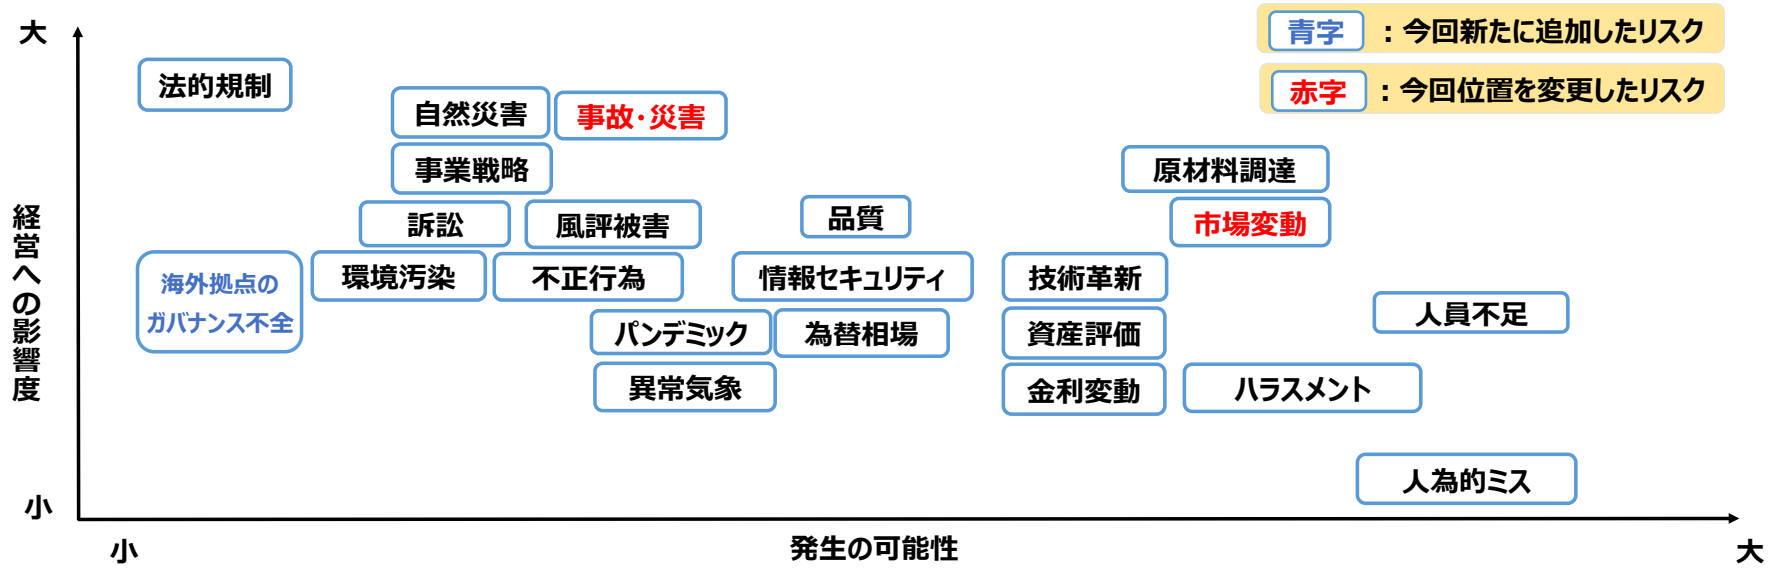 大
青字
：今回新たに追加したリスク
赤字
：今回位置を変更したリスク
法的規制
自然災害
事故・災害
事業戦略
原材料調達
訴訟
風評被害
品質
市場変動
経営への影響度
海外拠点の
ガバナンス不全
環境汚染
不正行為
情報セキュリティ
技術革新
人員不足
パンデミック
為替相場
資産評価
異常気象
金利変動
ハラスメント
人為的ミス
小
小
発生の可能性
大